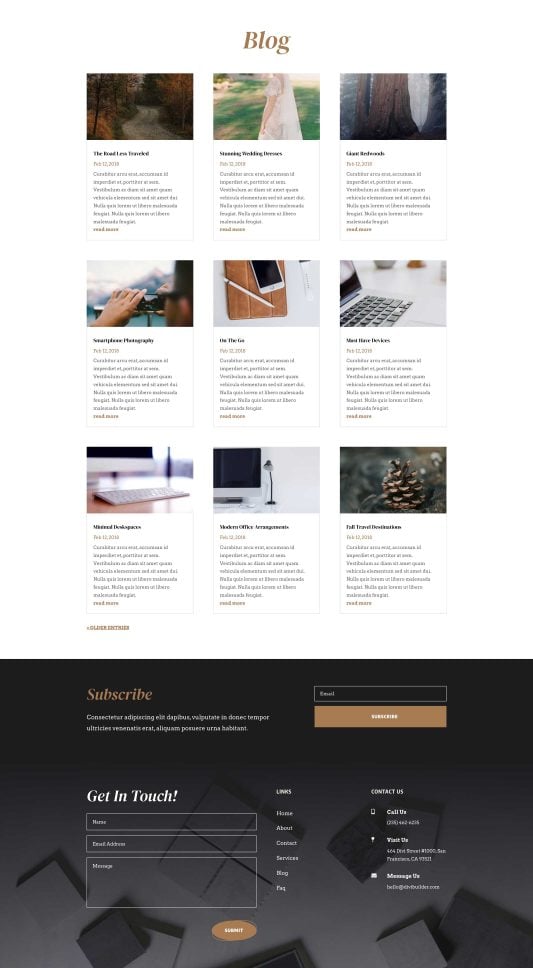 Blog
The Road Less Traveled
Feb 12, 2018
Curabitur arcu erat, accumsan id
imperdiet et, porttitor at sem.
Vestibulum ac diam sit amet quam
vehicula elementum sed sit amet dui.
Nulla quis lorem ut libero malesuada
feugiat. Nulla quis lorem ut libero
malesuada feugiat.
read more
Stunning Wedding Dresses
Feb 12, 2018
Curabitur arcu erat, accumsan id
imperdiet et, porttitor at sem.
Vestibulum ac diam sit amet quam
vehicula elementum sed sit amet dui.
Nulla quis lorem ut libero malesuada
feugiat. Nulla quis lorem ut libero
malesuada feugiat.
read more
Giant Redwoods
Feb 12, 2018
Curabitur arcu erat, accumsan id
imperdiet et, porttitor at sem.
Vestibulum ac diam sit amet quam
vehicula elementum sed sit amet dui.
Nulla quis lorem ut libero malesuada
feugiat. Nulla quis lorem ut libero
malesuada feugiat.
read more
Smartphone Photography
Feb 12, 2018
Curabitur arcu erat, accumsan id
imperdiet et, porttitor at sem.
Vestibulum ac diam sit amet quam
vehicula elementum sed sit amet dui.
Nulla quis lorem ut libero malesuada
feugiat. Nulla quis lorem ut libero
malesuada feugiat.
read more
On The Go
Feb 12, 2018
Curabitur arcu erat, accumsan id
imperdiet et, porttitor at sem.
Vestibulum ac diam sit amet quam
vehicula elementum sed sit amet dui.
Nulla quis lorem ut libero malesuada
feugiat. Nulla quis lorem ut libero
malesuada feugiat.
read more
Must Have Devices
Feb 12, 2018
Curabitur arcu erat, accumsan id
imperdiet et, porttitor at sem.
Vestibulum ac diam sit amet quam
vehicula elementum sed sit amet dui.
Nulla quis lorem ut libero malesuada
feugiat. Nulla quis lorem ut libero
malesuada feugiat.
read more
Minimal Deskspaces
Feb 12, 2018
Curabitur arcu erat, accumsan id
imperdiet et, porttitor at sem.
Vestibulum ac diam sit amet quam
vehicula elementum sed sit amet dui.
Nulla quis lorem ut libero malesuada
feugiat. Nulla quis lorem ut libero
malesuada feugiat.
read more
Modern Office Arrangements
Feb 12, 2018
Curabitur arcu erat, accumsan id
imperdiet et, porttitor at sem.
Vestibulum ac diam sit amet quam
vehicula elementum sed sit amet dui.
Nulla quis lorem ut libero malesuada
feugiat. Nulla quis lorem ut libero
malesuada feugiat.
read more
Fall Travel Destinations
Feb 12, 2018
Curabitur arcu erat, accumsan id
imperdiet et, porttitor at sem.
Vestibulum ac diam sit amet quam
vehicula elementum sed sit amet dui.
Nulla quis lorem ut libero malesuada
feugiat. Nulla quis lorem ut libero
malesuada feugiat.
read more
« OLDER ENTRIES
Subscribe
Consectetur adipiscing elit dapibus, vulputate in donec tempor
ultricies venenatis erat, aliquam posuere urna habitant.
Email
SUBSCRIBE
Get In Touch!
Name
Email Address
Message
SUBMIT
LINKS
Home
About
Contact
Services
Blog
Faq
CONTACT US
Call Us
(235) 462-6235
Visit Us
464 Divi Street #1000, San
Francisco, CA 93521
Message Us
hello@divibuilder.com